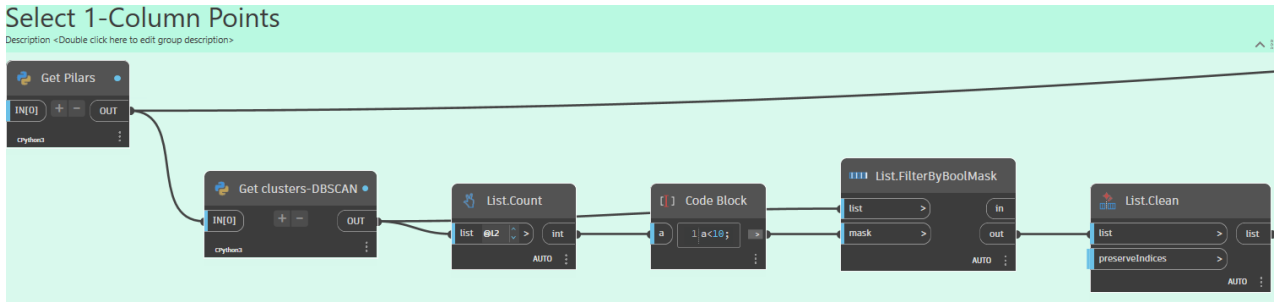 Select 1-Column Points
Description <Double click here to edit group description>
Get Pilars
IN[0] + - OUT
CPython3
Get clusters-DBSCAN
IN[0] + - OUT
CPython3
List.Count
list @L2 > int
AUTO
[ ] Code Block
a 1 a<10; >
List.FilterByBoolMask
list > in
mask > out
AUTO
List.Clean
list > list
preserveIndices >
AUTO